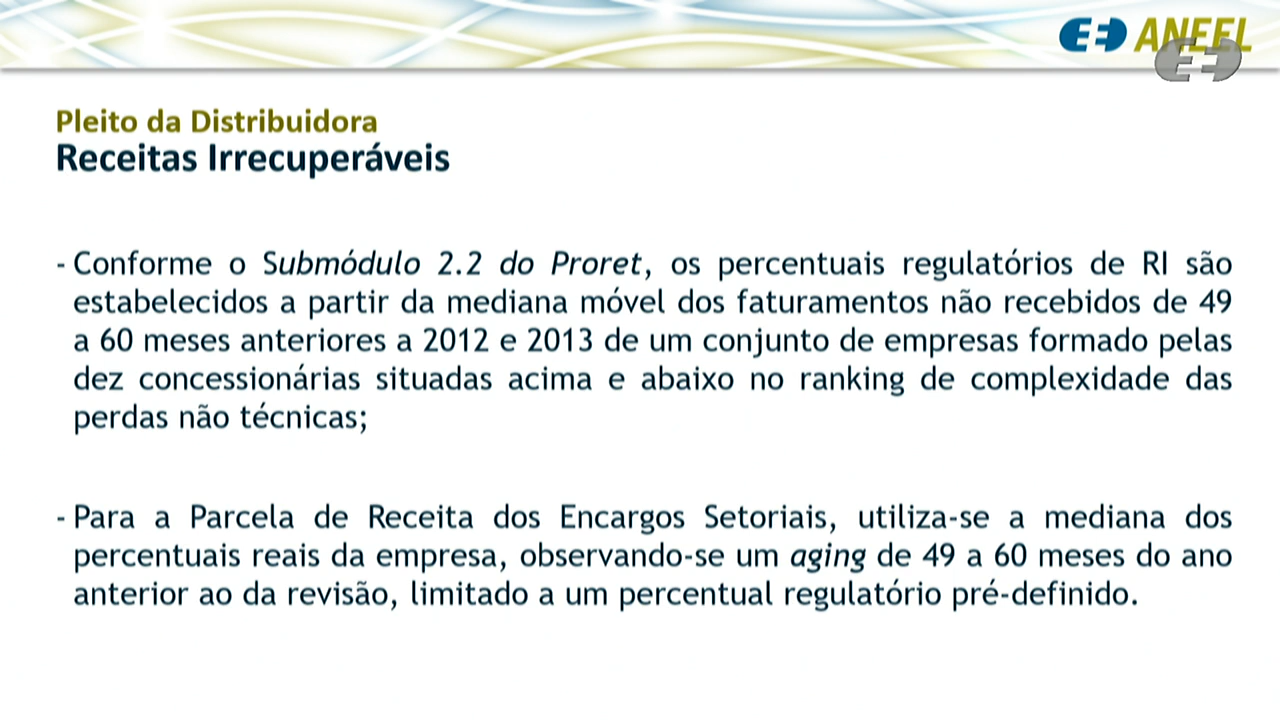 ANEEL
Pleito da Distribuidora
Receitas Irrecuperáveis
- Conforme o Submódulo 2.2 do Proret, os percentuais regulatórios de RI são
estabelecidos a partir da mediana móvel dos faturamentos não recebidos de 49
a 60 meses anteriores a 2012 e 2013 de um conjunto de empresas formado pelas
dez concessionárias situadas acima e abaixo no ranking de complexidade das
perdas não técnicas;
- Para a Parcela de Receita dos Encargos Setoriais, utiliza-se a mediana dos
percentuais reais da empresa, observando-se um aging de 49 a 60 meses do ano
anterior ao da revisão, limitado a um percentual regulatório pré-definido.